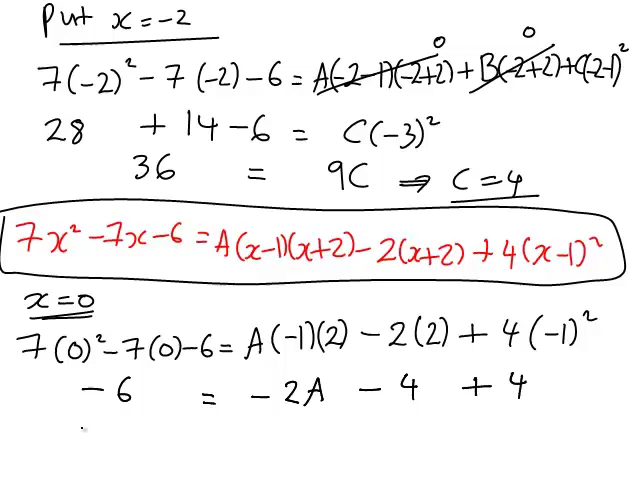 Put x = -2
0 0
7(-2)² - 7(-2) - 6 = A(-2-1)(-2+2) + B(-2+2) + C(-2-1)²
28 + 14 - 6 = C(-3)²
36 = 9C ⇒ C = 4
7x² - 7x - 6 = A(x-1)(x+2) - 2(x+2) + 4(x-1)²
x = 0
7(0)² - 7(0) - 6 = A(-1)(2) - 2(2) + 4(-1)²
- 6 = - 2A - 4 + 4